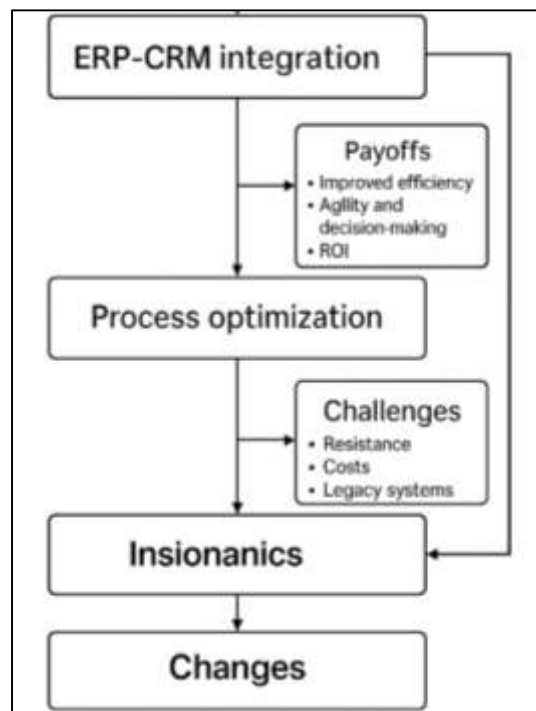 ERP-CRM integration
Payoffs
• Improved efficiency
• Agility and
decision-making
• ROI
Process optimization
Challenges
• Resistance
• Costs
• Legacy systems
Insionanics
Changes